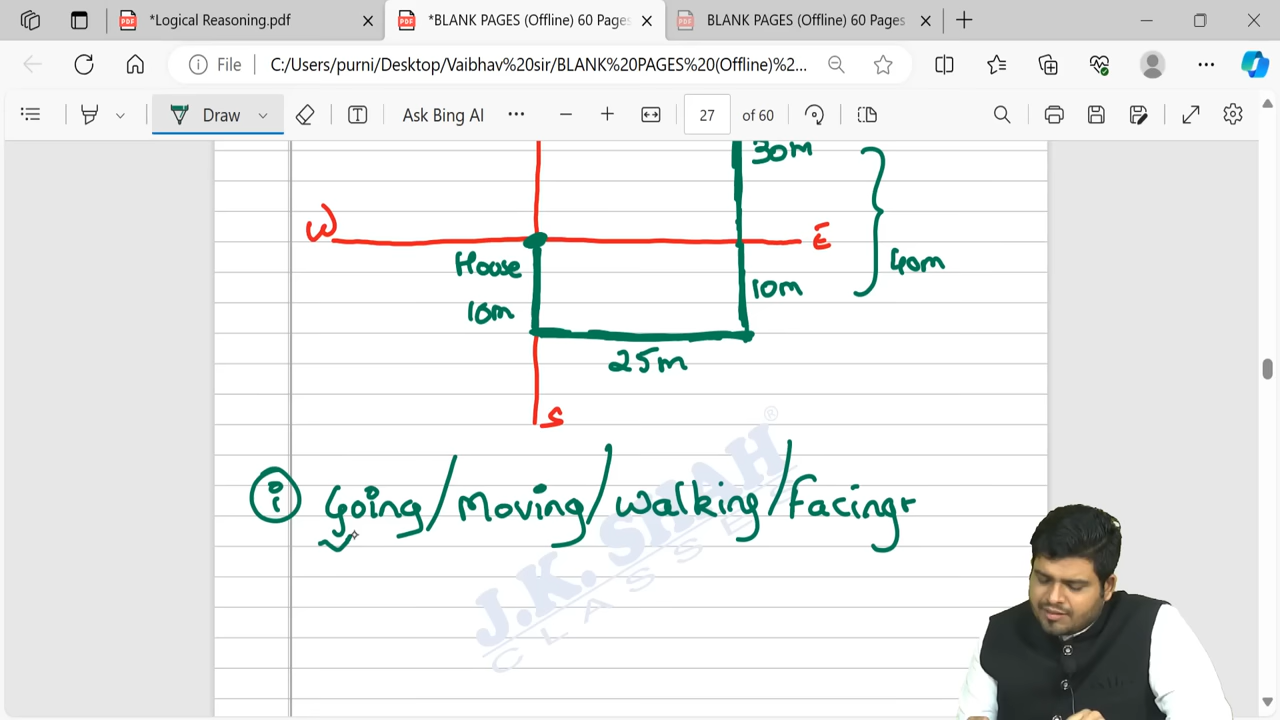 *Logical Reasoning.pdf
*BLANK PAGES (Offline) 60 Pages
BLANK PAGES (Offline) 60 Pages
File
C:/Users/purni/Desktop/Vaibhav%20sir/BLANK%20PAGES%20(Offline)%2...
Draw
Ask Bing AI
27 of 60
30m
W
E
House
40m
10m
10m
25m
S
J.K. SHAH®
CLASSES
i Going/Moving/Walking/Facing